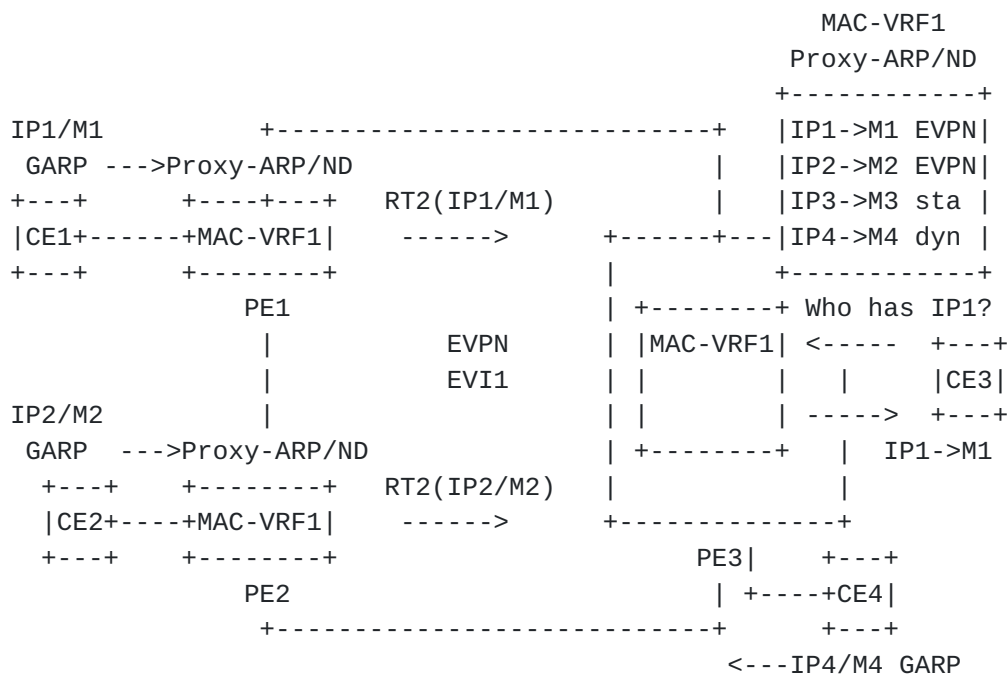 MAC-VRF1
                                                   Proxy-ARP/ND
                                                  +------------+
IP1/M1          +----------------------------+   |IP1->M1 EVPN|
 GARP --->Proxy-ARP/ND                       |   |IP2->M2 EVPN|
+---+      +----+---+   RT2(IP1/M1)          |   |IP3->M3 sta |
|CE1+------+MAC-VRF1|    ------>      +------+---|IP4->M4 dyn |
+---+      +--------+                 |          +------------+
               PE1                    | +--------+ Who has IP1?
                |           EVPN      | |MAC-VRF1| <-----  +---+
                |           EVI1      | |        |   |     |CE3|
IP2/M2          |                     | |        | ----->  +---+
 GARP  --->Proxy-ARP/ND               | +--------+   |  IP1->M1
  +---+    +--------+   RT2(IP2/M2)   |              |
  |CE2+----+MAC-VRF1|    ------>      +--------------+
  +---+    +--------+                       PE3|    +---+
               PE2                             | +----+CE4|
                +----------------------------+      +---+
                                              <---IP4/M4 GARP